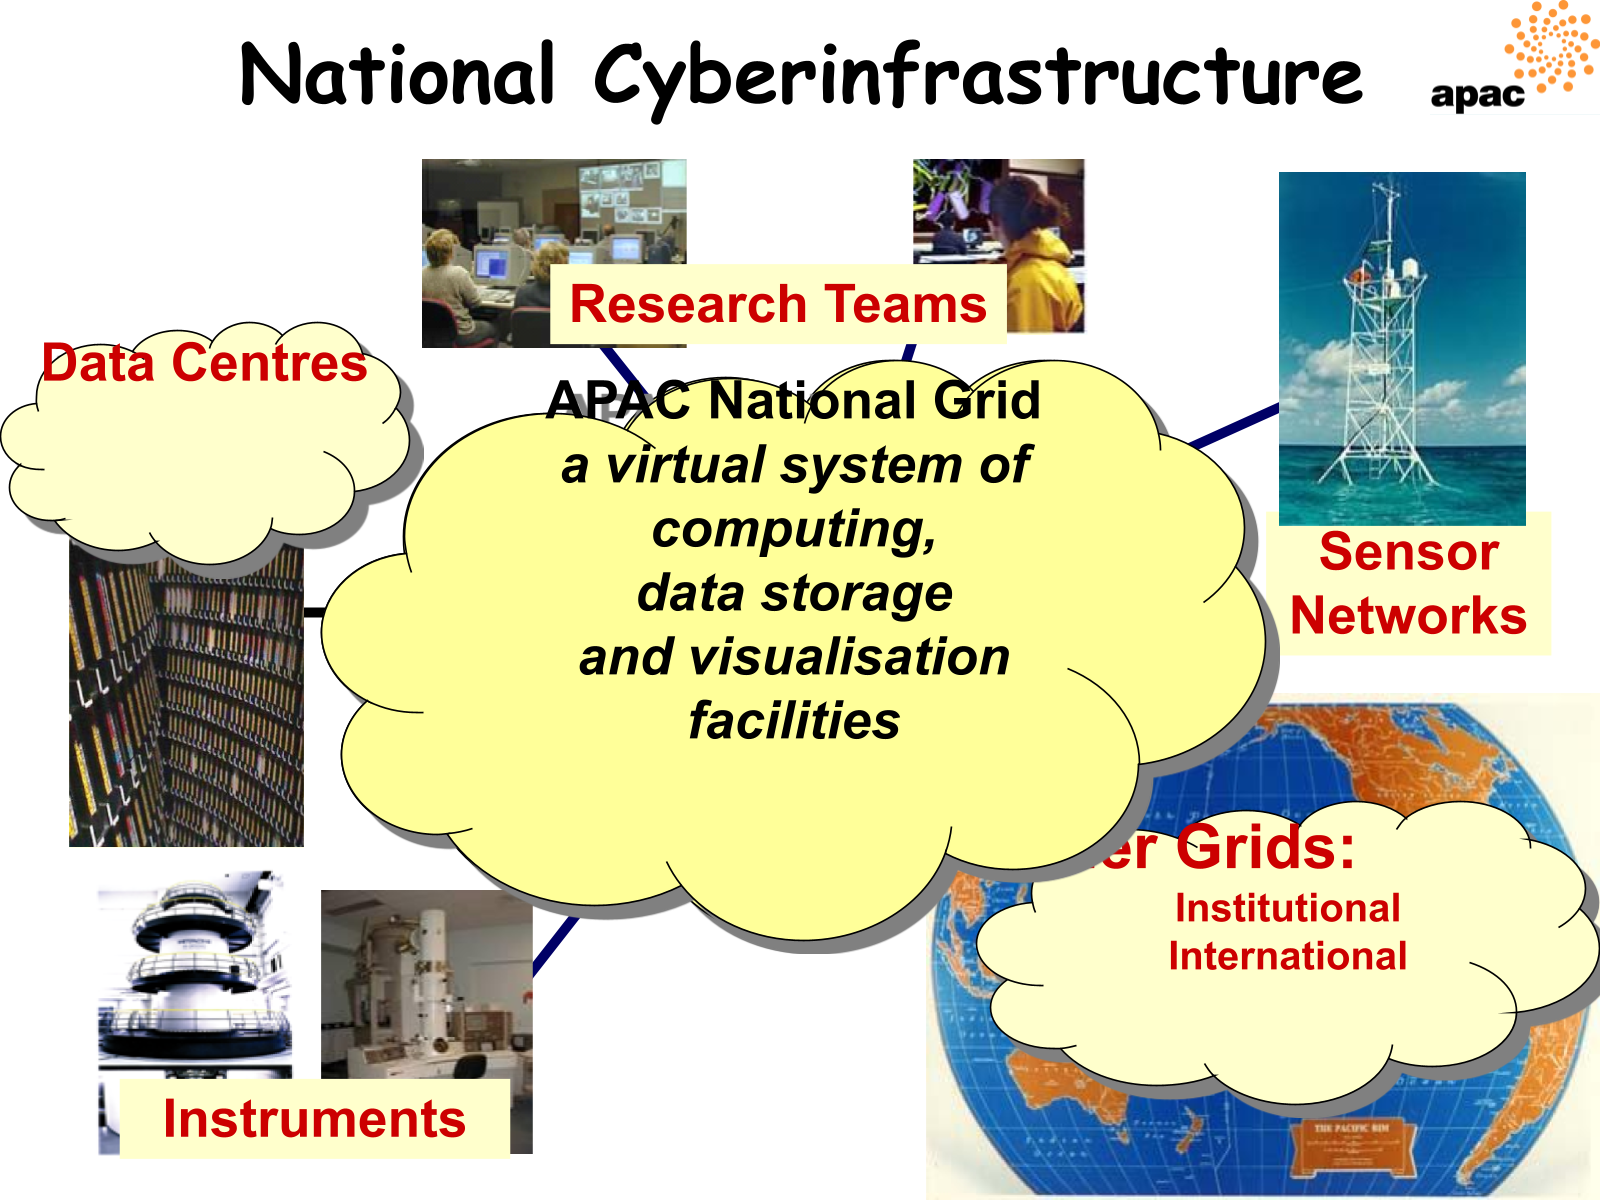 National Cyberinfrastructure
apac
Research Teams
Data Centres
APAC National Grid
a virtual system of
computing,
data storage
and visualisation
facilities
Sensor
Networks
er Grids:
Institutional
International
Instruments
THE PACIFIC RIM